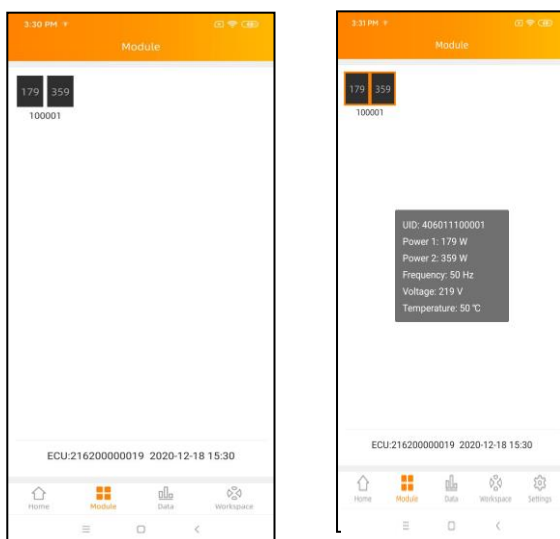 3:30 PM
Module
179 359
100001
ECU:216200000019 2020-12-18 15:30
Home Module Data Workspace
3:31 PM
Module
179 359
100001
UID: 406011100001
Power 1: 179 W
Power 2: 359 W
Frequency: 50 Hz
Voltage: 219 V
Temperature: 50 ℃
ECU:216200000019 2020-12-18 15:30
Home Module Data Workspace Settings